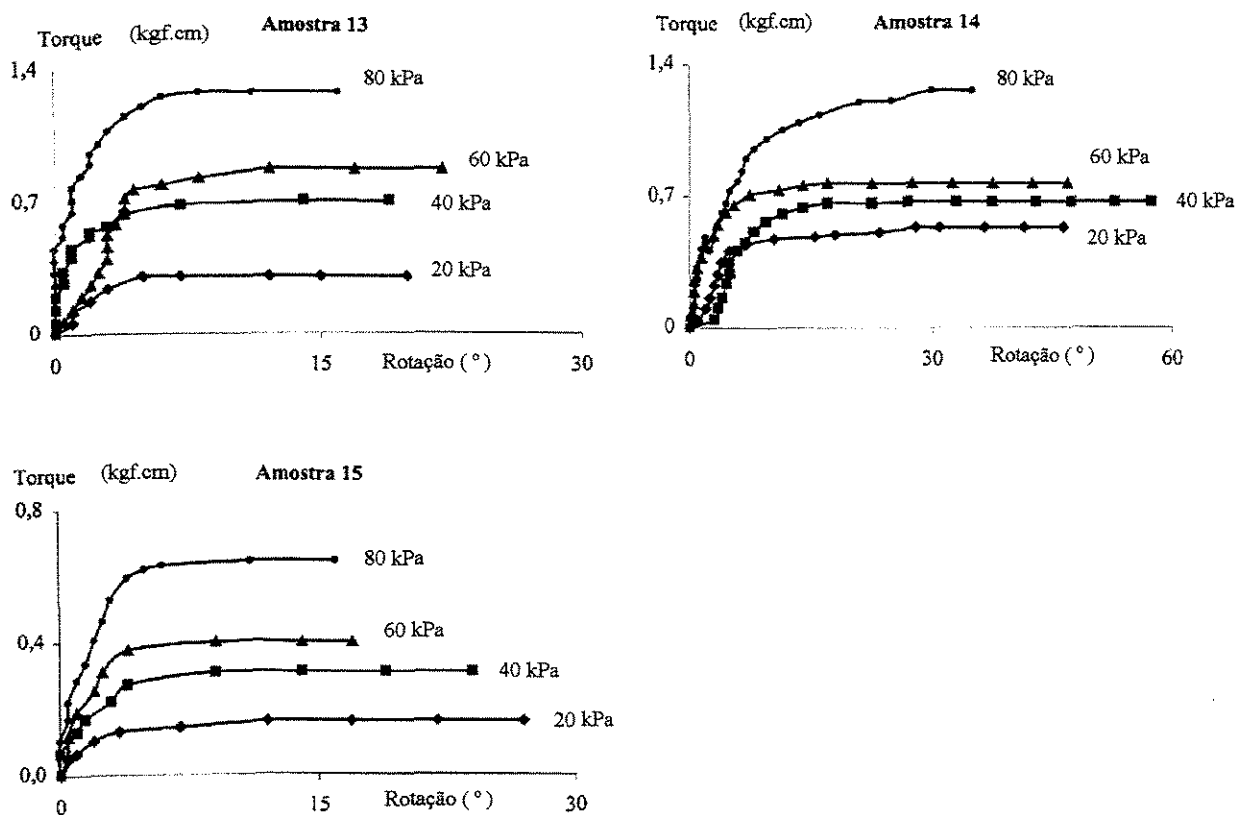 Torque (kgf.cm) Amostra 13
1,4
80 kPa
60 kPa
0,7
40 kPa
20 kPa
0
0 15 Rotação ( ° ) 30
Torque (kgf.cm) Amostra 14
1,4
80 kPa
60 kPa
0,7
40 kPa
20 kPa
0
0 30 Rotação ( ° ) 60
Torque (kgf.cm) Amostra 15
0,8
80 kPa
0,4
60 kPa
40 kPa
20 kPa
0,0
0 15 Rotação ( ° ) 30